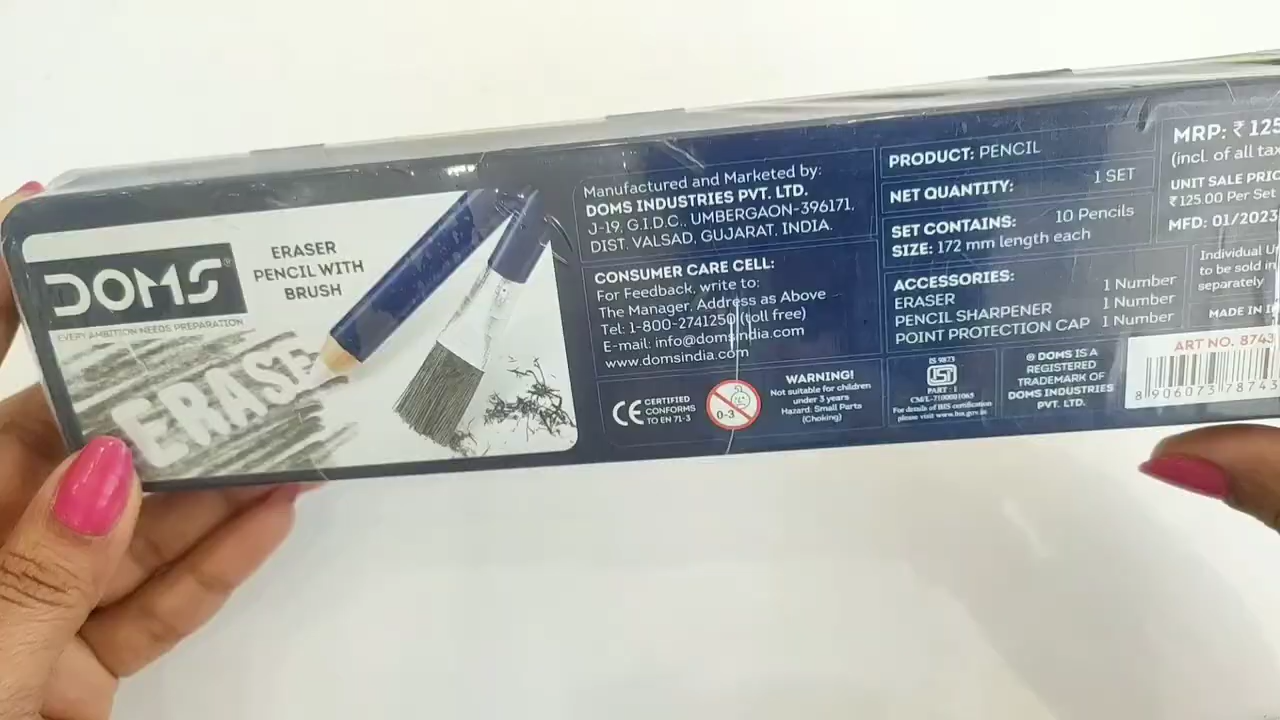 DOMS®
EVERY AMBITION NEEDS PREPARATION
ERASER
PENCIL WITH
BRUSH
ERASE
Manufactured and Marketed by:
DOMS INDUSTRIES PVT. LTD.
J-19, G.I.D.C., UMBERGAON-396171,
DIST. VALSAD, GUJARAT, INDIA.
CONSUMER CARE CELL:
For Feedback, write to:
The Manager, Address as Above
Tel: 1-800-2741250 (toll free)
E-mail: info@domsindia.com
www.domsindia.com
CE CERTIFIED
CONFORMS
TO EN 71-3
0-3
WARNING!
Not suitable for children
under 3 years
Hazard: Small Parts
(Choking)
PRODUCT: PENCIL
NET QUANTITY: 1 SET
SET CONTAINS: 10 Pencils
SIZE: 172 mm length each
ACCESSORIES:
ERASER 1 Number
PENCIL SHARPENER 1 Number
POINT PROTECTION CAP 1 Number
IS 9873
PART : 1
CM/L-7100001065
For details of BIS certification
please visit www.bis.gov.in
® DOMS IS A
REGISTERED
TRADEMARK OF
DOMS INDUSTRIES
PVT. LTD.
MRP: ₹ 125
(incl. of all tax
UNIT SALE PRIC
₹ 125.00 Per Set
MFD: 01/2023
Individual U
to be sold in
separately
MADE IN
ART NO. 8743
8 906073 78743